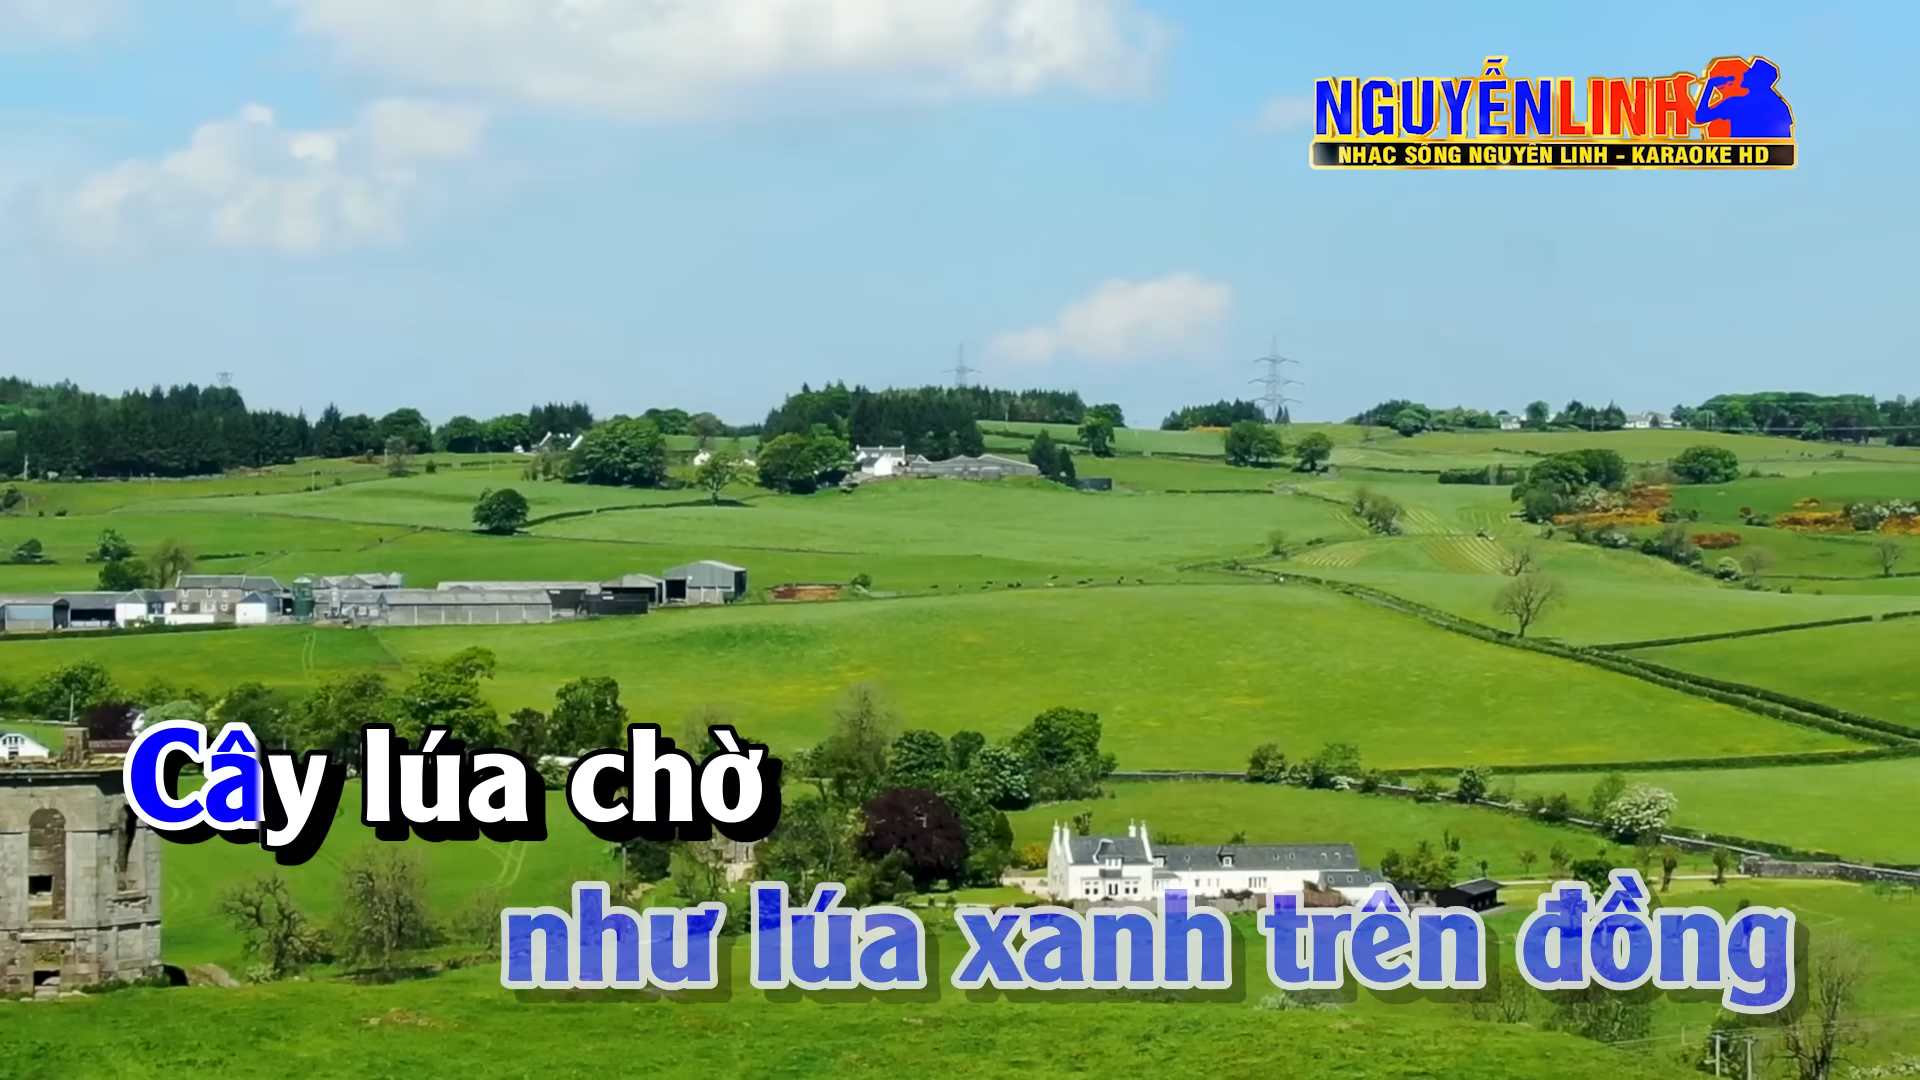 NGUYỄNLINH
NHẠC SỐNG NGUYỄN LINH - KARAOKE HD
Cây lúa chờ
như lúa xanh trên đồng